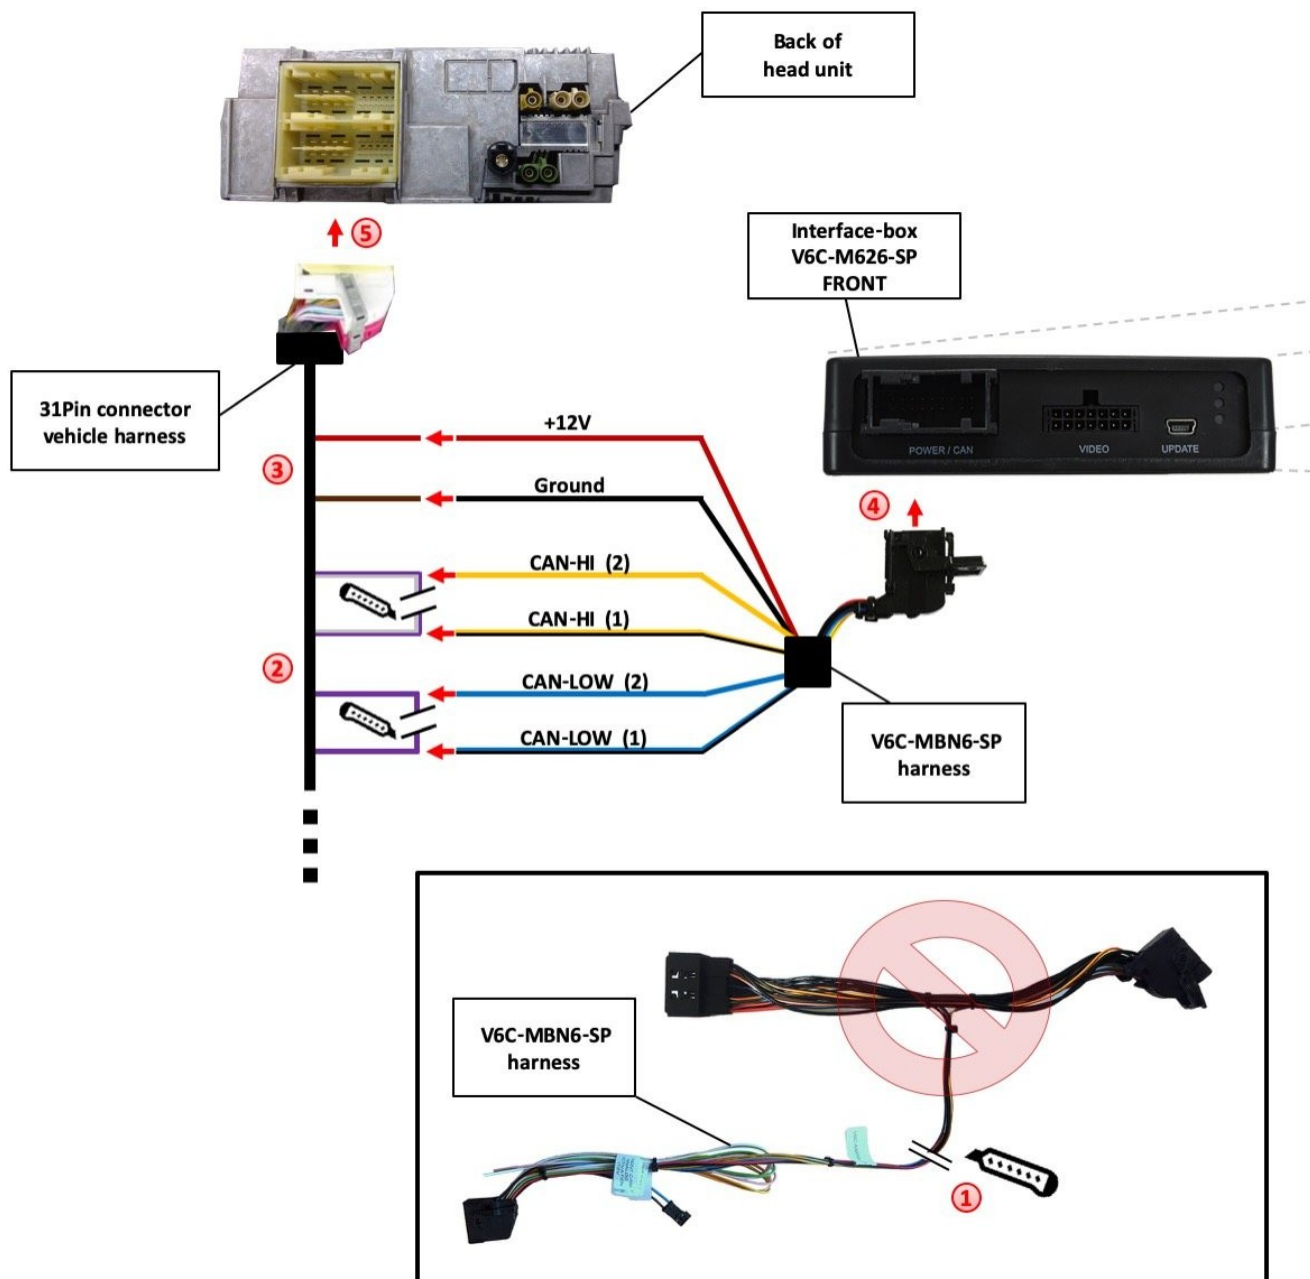 Back of
head unit
5
Interface-box
V6C-M626-SP
FRONT
31Pin connector
vehicle harness
POWER / CAN
VIDEO
UPDATE
+12V
3
Ground
4
CAN-HI (2)
CAN-HI (1)
2
CAN-LOW (2)
CAN-LOW (1)
V6C-MBN6-SP
harness
V6C-MBN6-SP
harness
1